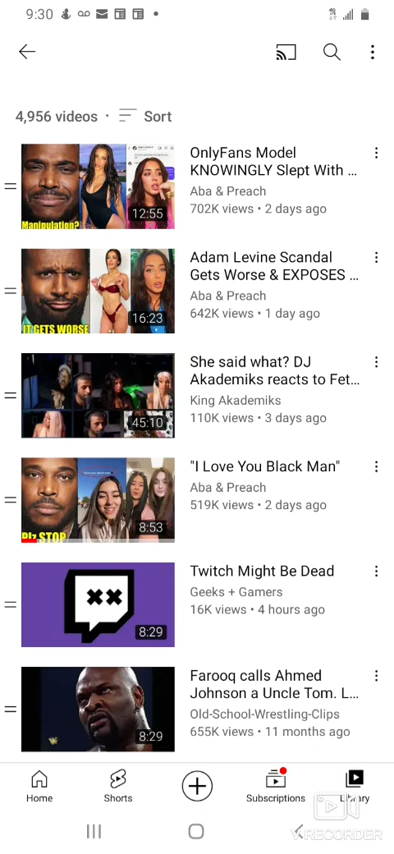 9:30
4,956 videos · Sort
12:55
Manipulation?
OnlyFans Model
KNOWINGLY Slept With ...
Aba & Preach
702K views • 2 days ago
16:23
IT GETS WORSE
Adam Levine Scandal
Gets Worse & EXPOSES ...
Aba & Preach
642K views • 1 day ago
45:10
She said what? DJ
Akademiks reacts to Fet...
King Akademiks
110K views • 3 days ago
8:53
Plz STOP
"I Love You Black Man"
Aba & Preach
519K views • 2 days ago
8:29
Twitch Might Be Dead
Geeks + Gamers
16K views • 4 hours ago
8:29
Farooq calls Ahmed
Johnson a Uncle Tom. L...
Old-School-Wrestling-Clips
655K views • 11 months ago
Home
Shorts
Subscriptions
Library
V RECORDER